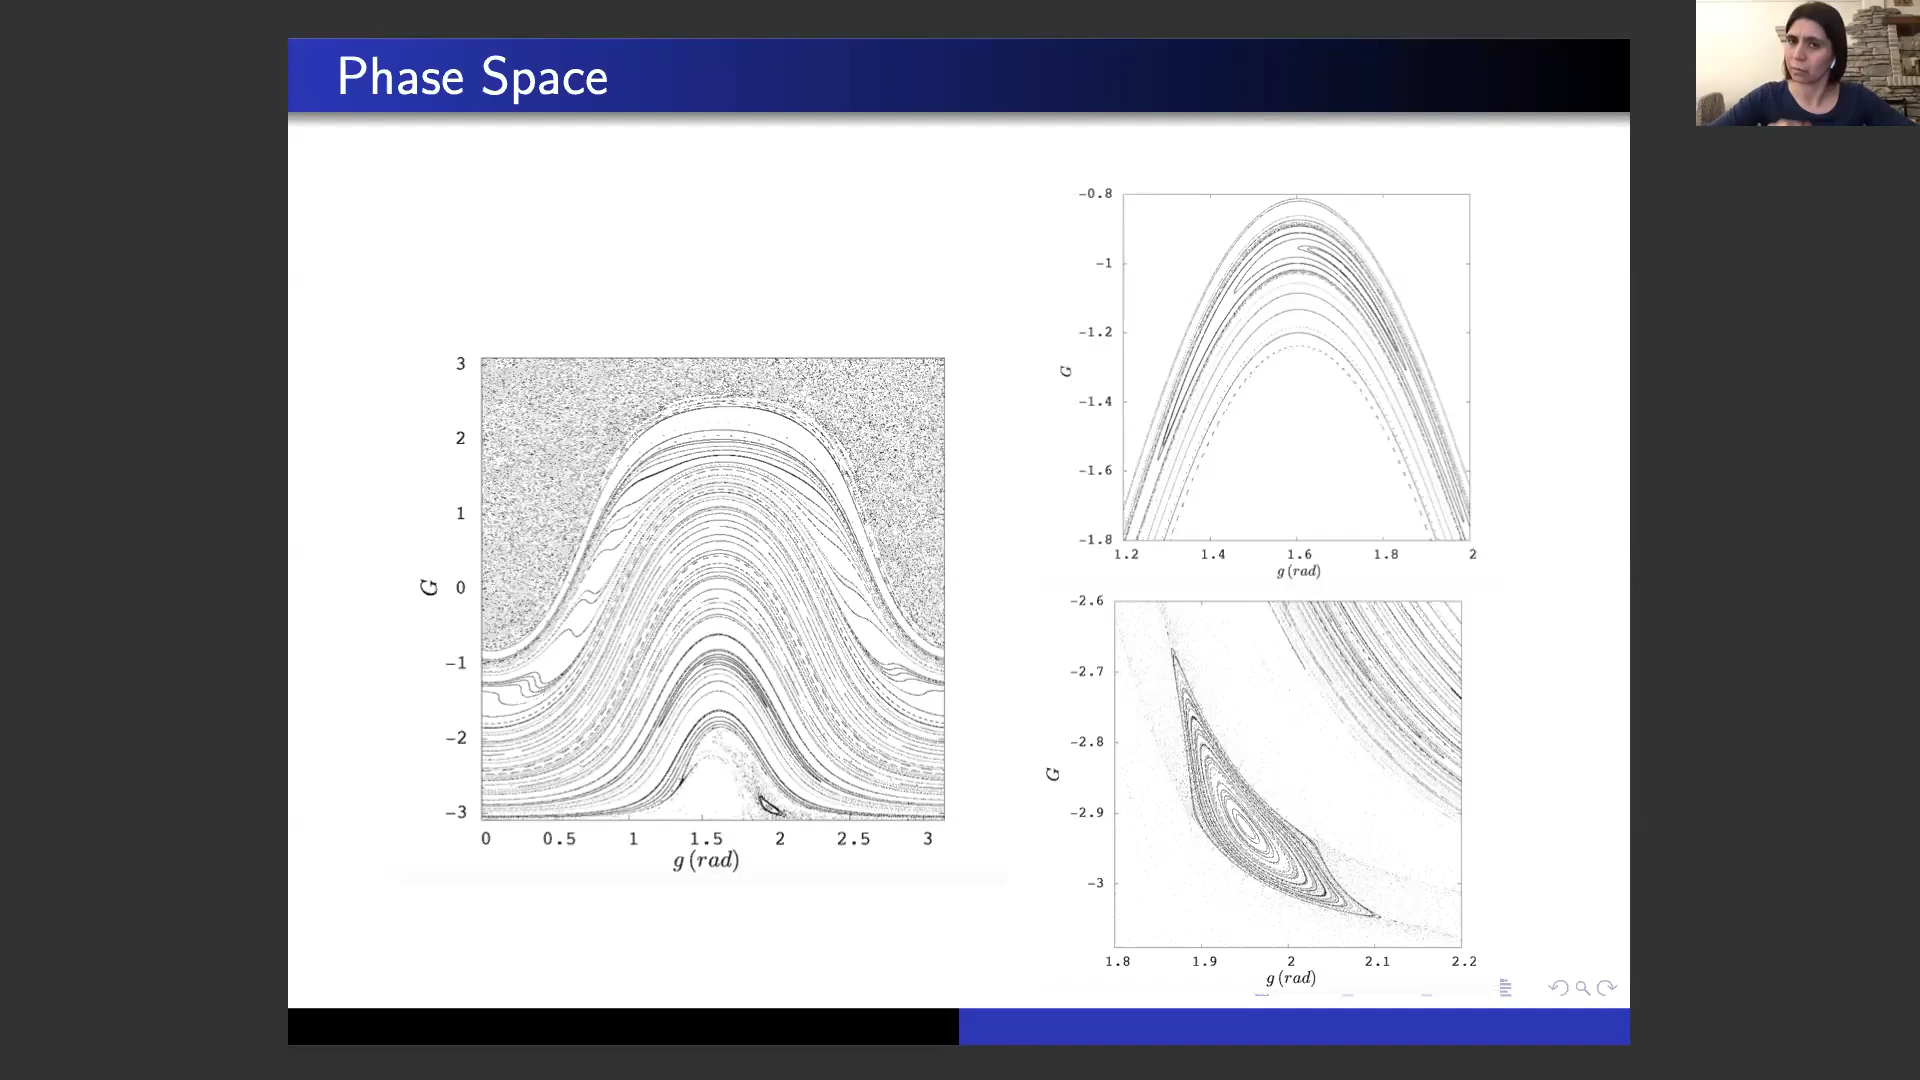 Phase Space
3
2
1
0
−1
−2
−3
G
0 0.5 1 1.5 2 2.5 3
g (rad)
−0.8
−1
−1.2
−1.4
−1.6
−1.8
G
1.2 1.4 1.6 1.8 2
g (rad)
−2.6
−2.7
−2.8
−2.9
−3
G
1.8 1.9 2 2.1 2.2
g (rad)